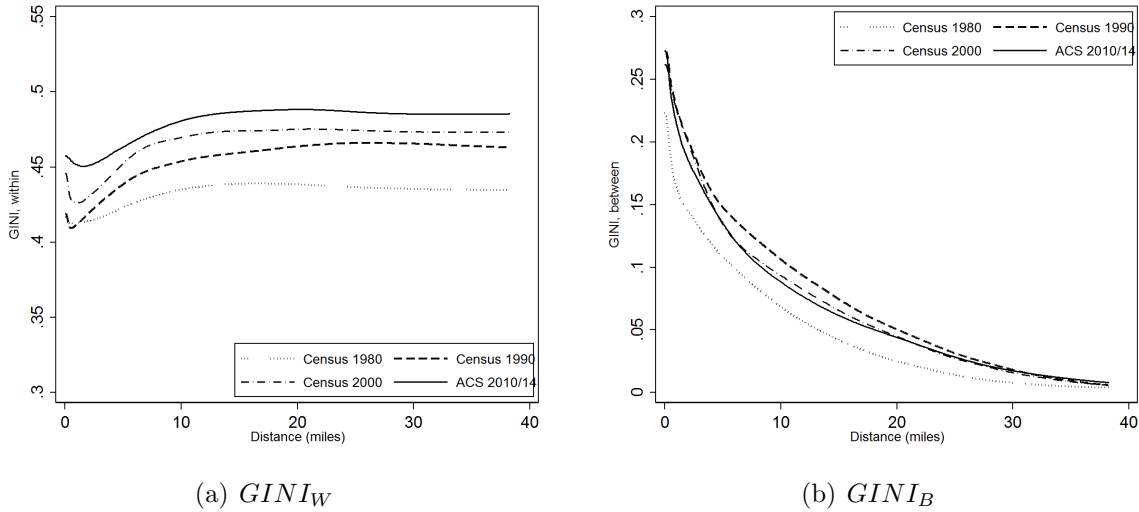 GINI, within
.3 .35 .4 .45 .5 .55
Census 1980 Census 1990
Census 2000 ACS 2010/14
0 10 20 30 40
Distance (miles)
(a) GINI_W
GINI, between
0 .05 .1 .15 .2 .25 .3
Census 1980 Census 1990
Census 2000 ACS 2010/14
0 10 20 30 40
Distance (miles)
(b) GINI_B